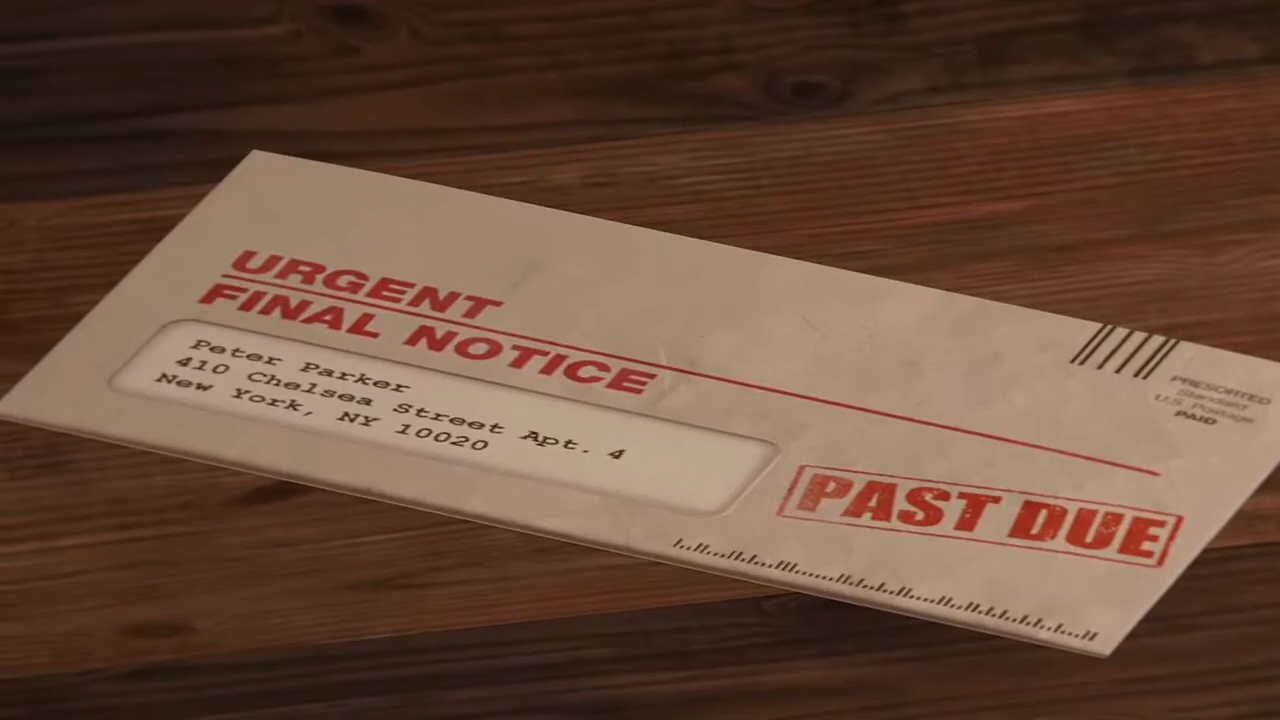 URGENT
FINAL NOTICE
Peter Parker
410 Chelsea Street Apt. 4
New York, NY 10020
PRESORTED
Standard
U.S. Postage
PAID
PAST DUE